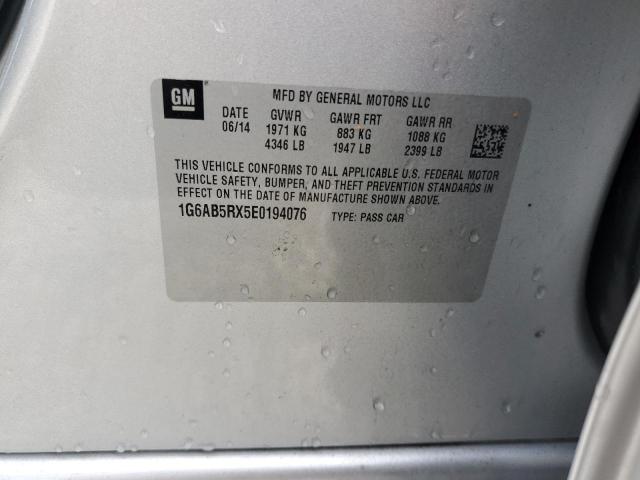 GM
MFD BY GENERAL MOTORS LLC
DATE GVWR GAWR FRT GAWR RR
06/14 1971 KG 883 KG 1088 KG
4346 LB 1947 LB 2399 LB
THIS VEHICLE CONFORMS TO ALL APPLICABLE U.S. FEDERAL MOTOR
VEHICLE SAFETY, BUMPER, AND THEFT PREVENTION STANDARDS IN
EFFECT ON THE DATE OF MANUFACTURE SHOWN ABOVE.
1G6AB5RX5E0194076 TYPE: PASS CAR